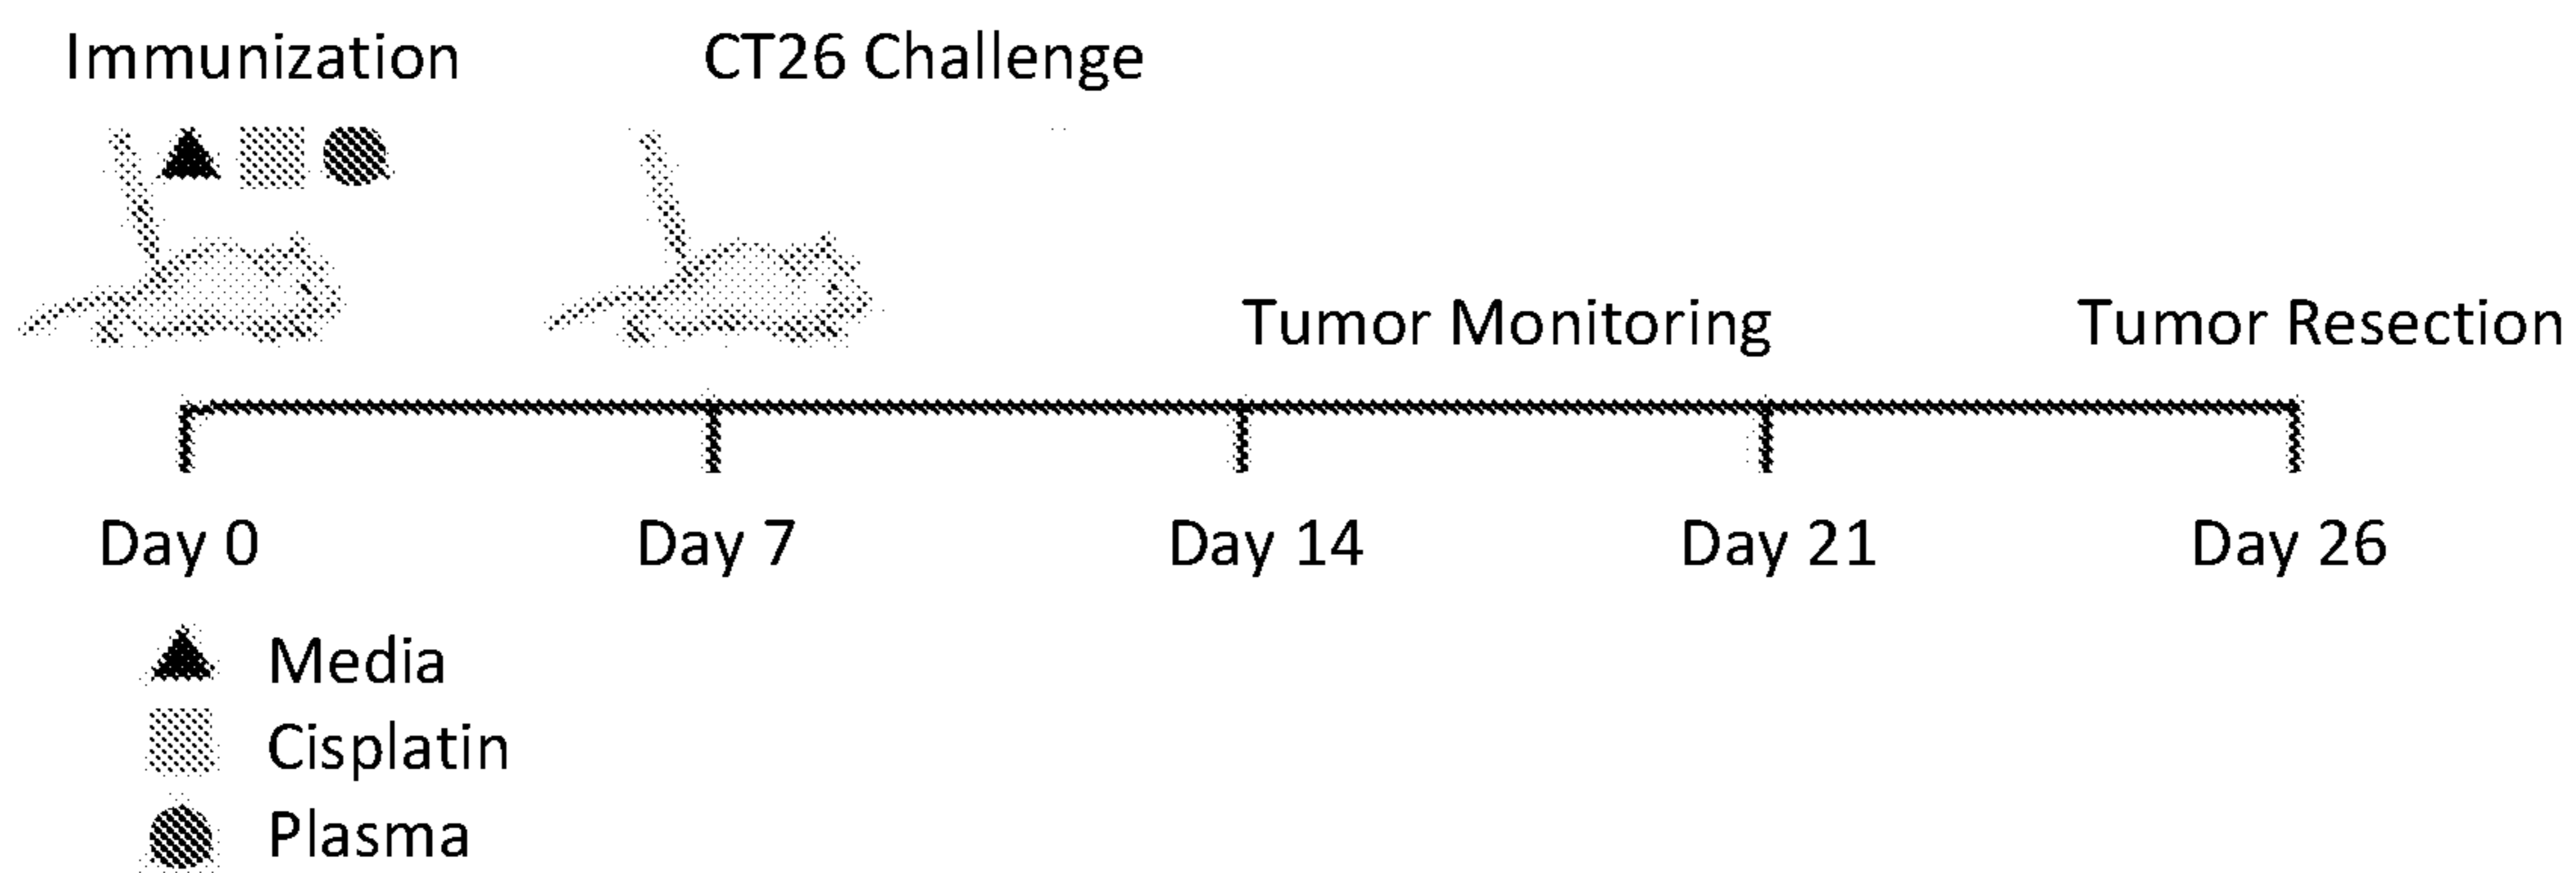 Immunization
CT26 Challenge
Tumor Monitoring
Tumor Resection
Day 0
Day 7
Day 14
Day 21
Day 26
Media
Cisplatin
Plasma